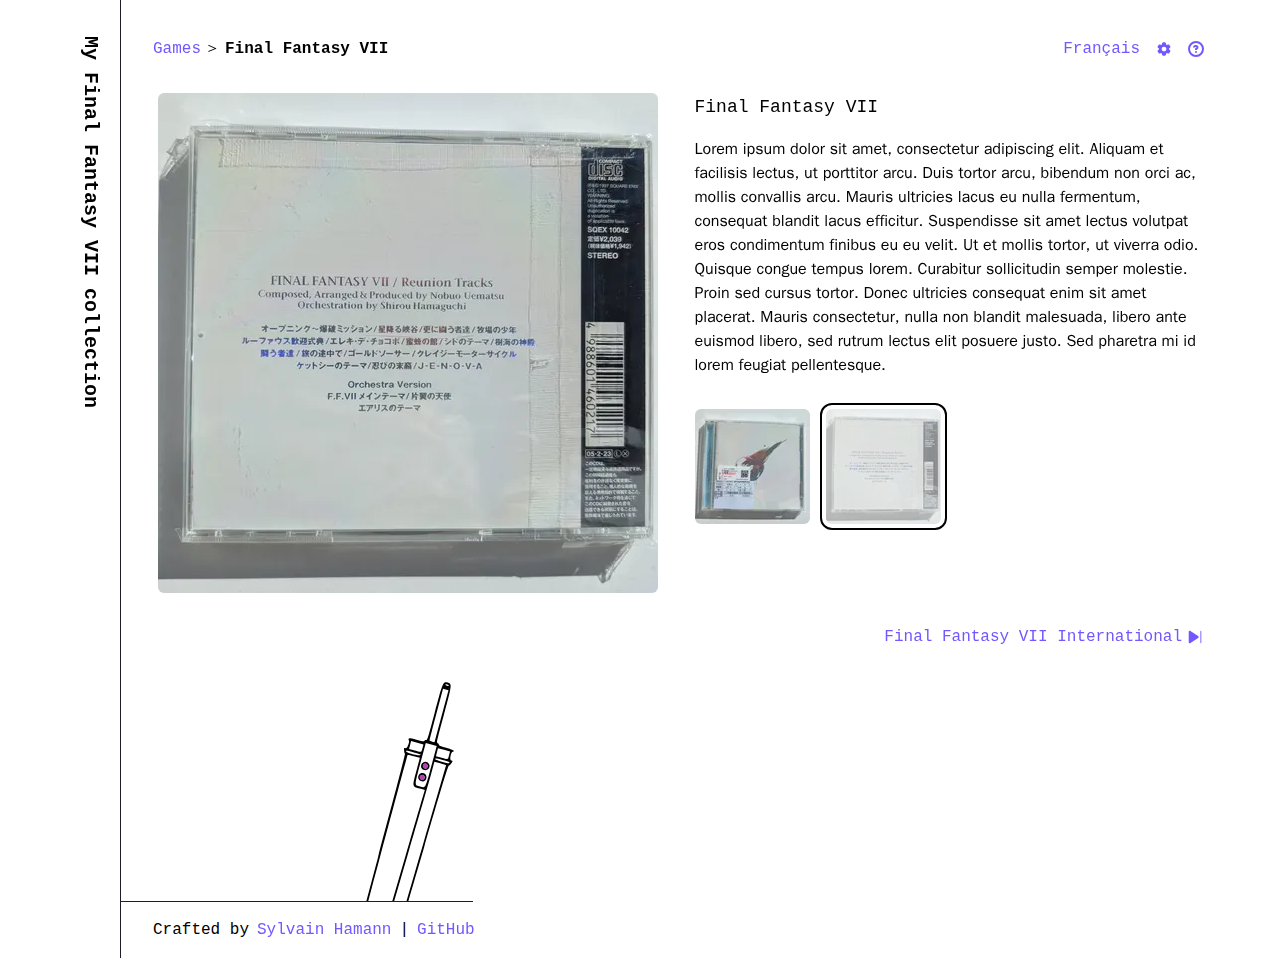 My Final Fantasy VII collection
Games > Final Fantasy VII
Français
Final Fantasy VII
Lorem ipsum dolor sit amet, consectetur adipiscing elit. Aliquam et
facilisis lectus, ut porttitor arcu. Duis tortor arcu, bibendum non orci ac,
mollis convallis arcu. Mauris ultricies lacus eu nulla fermentum,
consequat blandit lacus efficitur. Suspendisse sit amet lectus volutpat
eros condimentum finibus eu eu velit. Ut et mollis tortor, ut viverra odio.
Quisque congue tempus lorem. Curabitur sollicitudin semper molestie.
Proin sed cursus tortor. Donec ultricies consequat enim sit amet
placerat. Mauris consectetur, nulla non blandit malesuada, libero ante
euismod libero, sed rutrum lectus elit posuere justo. Sed pharetra mi id
lorem feugiat pellentesque.
FINAL FANTASY VII / Reunion Tracks
Composed, Arranged & Produced by Nobuo Uematsu
Orchestration by Shirou Hamaguchi
オープニング〜爆破ミッション/星降る峡谷/更に闘う者達/牧場の少年
ルーファウス歓迎式典/エレキ・デ・チョコボ/蜜蜂の館/シドのテーマ/樹海の神殿
闘う者達/旅の途中で/ゴールドソーサー/クレイジーモーターサイクル
ケットシーのテーマ/忍びの末裔/J-E-N-O-V-A
Orchestra Version
F.F.VIIメインテーマ/片翼の天使
エアリスのテーマ
COMPACT
disc
DIGITAL AUDIO
SQEX 10042
定価¥2,039
(税抜価格¥1,942)
STEREO
4988601460217
05・2・23
Final Fantasy VII International
Crafted by Sylvain Hamann | GitHub